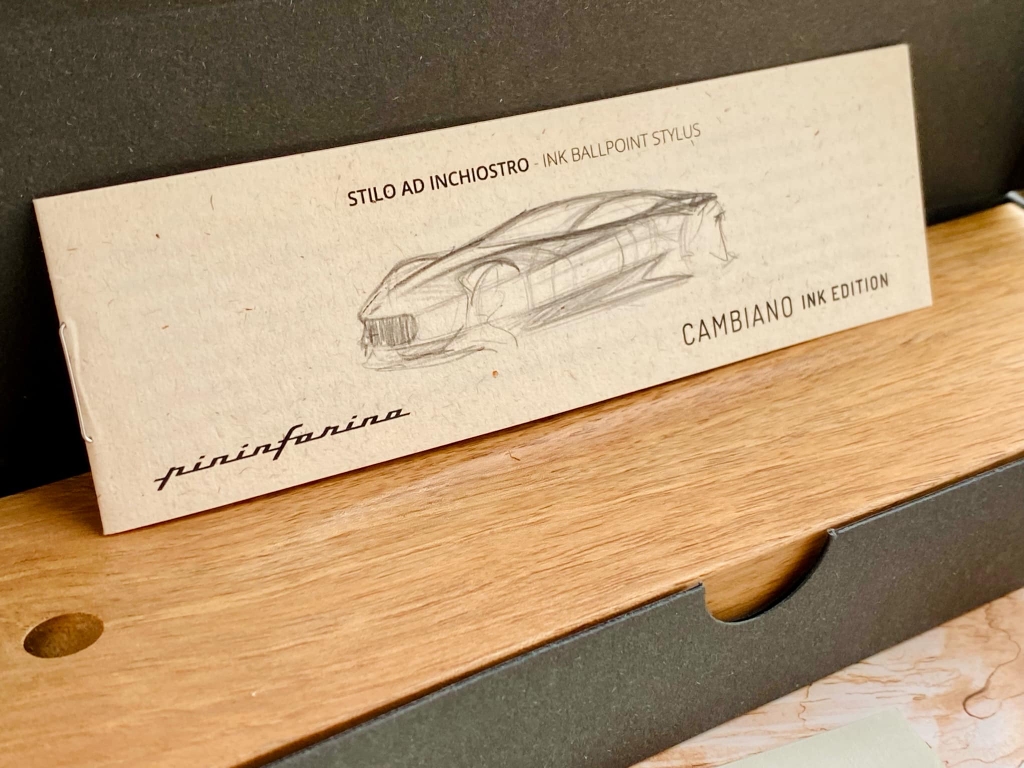 STILO AD INCHIOSTRO - INK BALLPOINT STYLUS
CAMBIANO INK EDITION
pininfarina